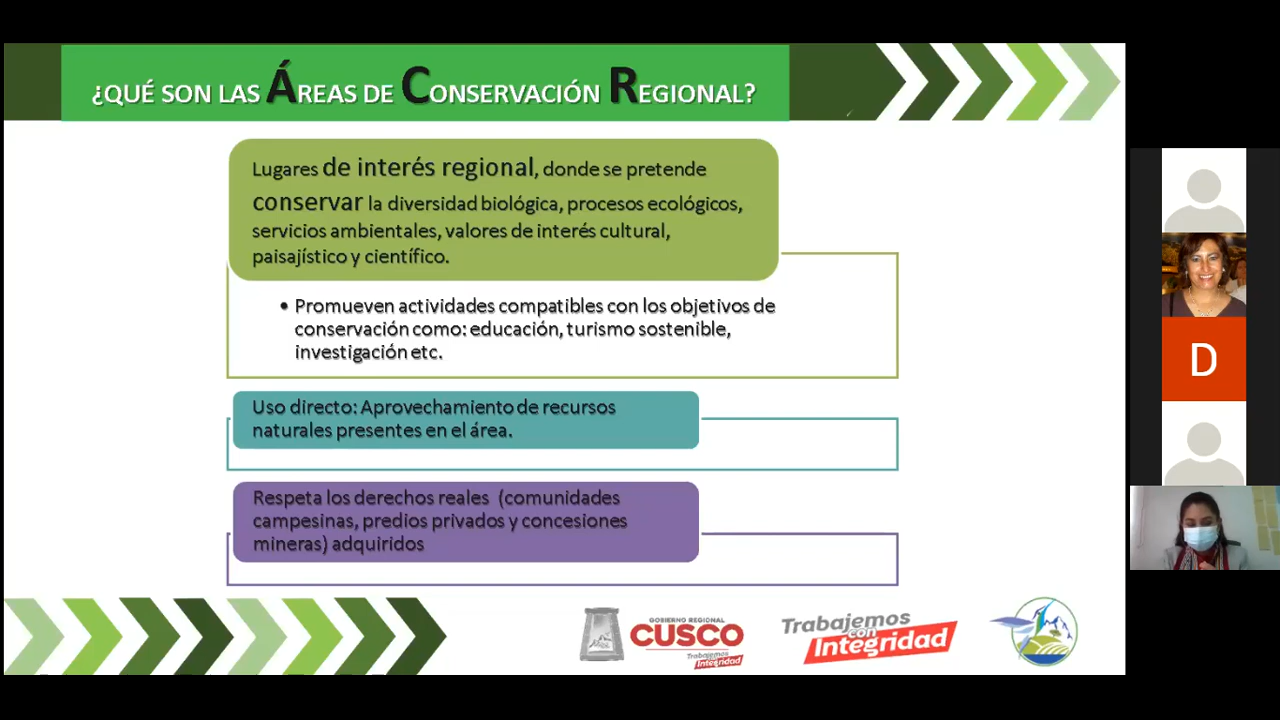 ¿QUÉ SON LAS ÁREAS DE CONSERVACIÓN REGIONAL?
Lugares de interés regional, donde se pretende
conservar la diversidad biológica, procesos ecológicos,
servicios ambientales, valores de interés cultural,
paisajístico y científico.
• Promueven actividades compatibles con los objetivos de
conservación como: educación, turismo sostenible,
investigación etc.
Uso directo: Aprovechamiento de recursos
naturales presentes en el área.
Respeta los derechos reales (comunidades
campesinas, predios privados y concesiones
mineras) adquiridos
GOBIERNO REGIONAL
CUSCO
Trabajemos
con
Integridad
Trabajemos
con
Integridad
D